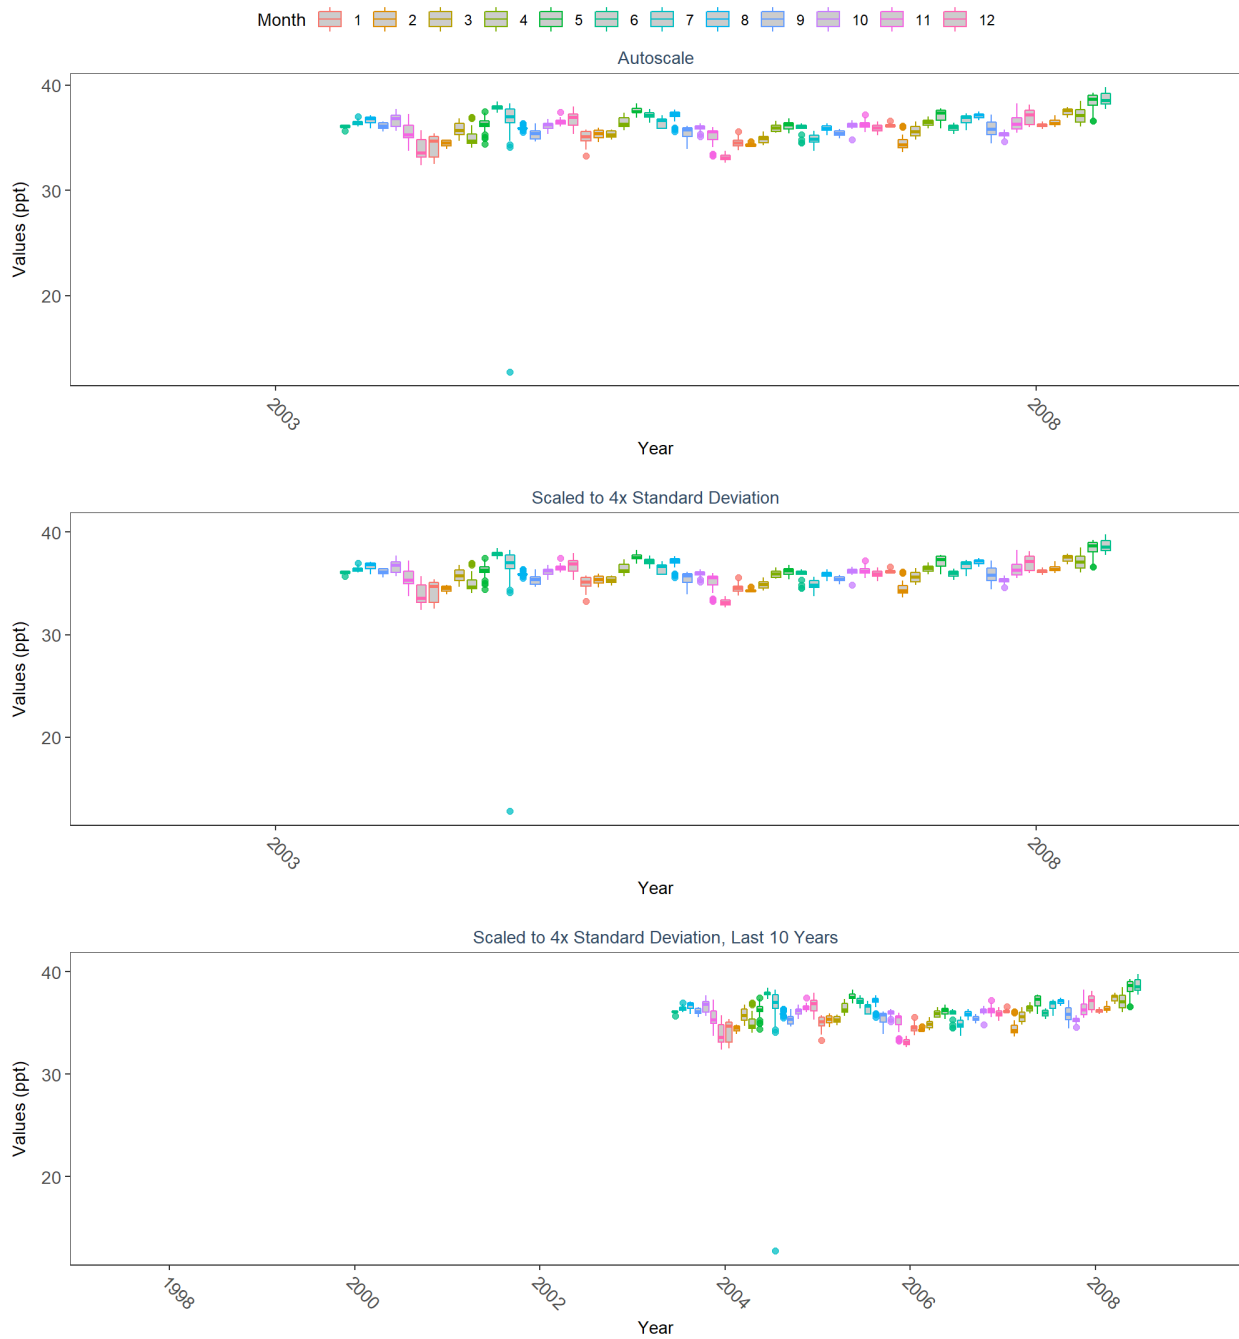 Month 1 2 3 4 5 6 7 8 9 10 11 12
Autoscale
40
30
20
Values (ppt)
2003 2008
Year
Scaled to 4x Standard Deviation
40
30
20
Values (ppt)
2003 2008
Year
Scaled to 4x Standard Deviation, Last 10 Years
40
30
20
Values (ppt)
1998 2000 2002 2004 2006 2008
Year